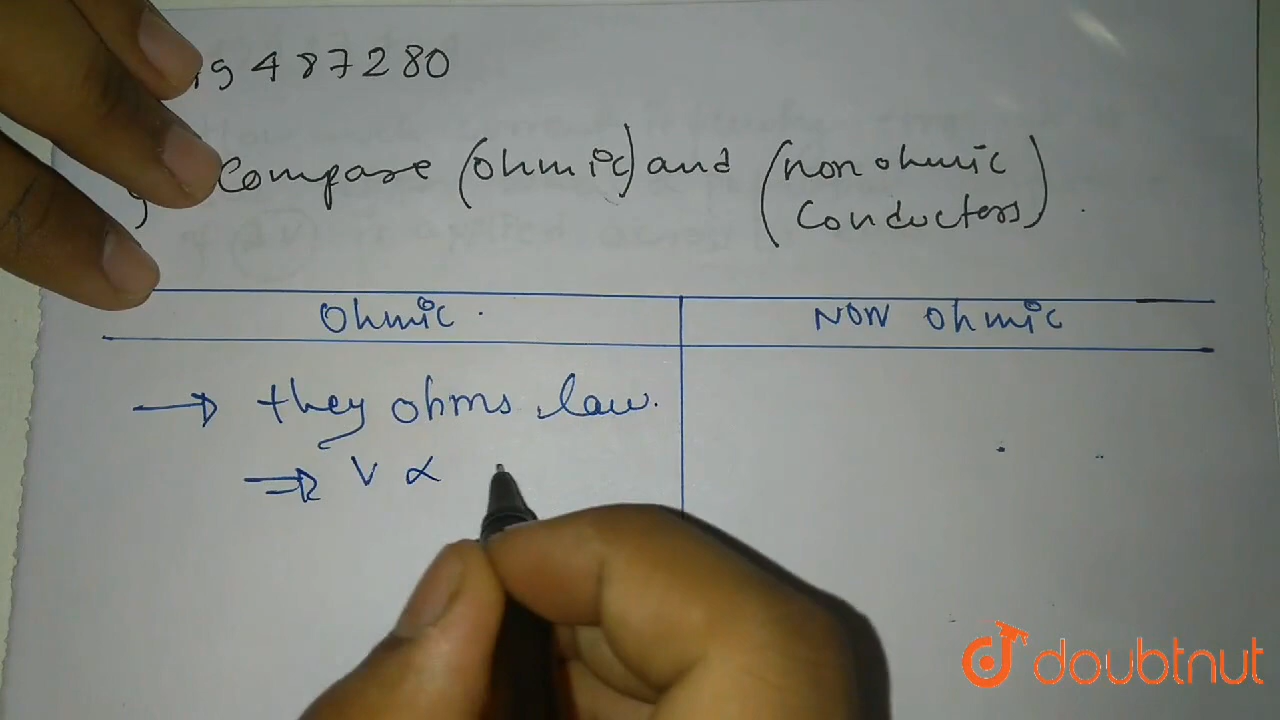 19487280
Compare (ohmic) and (non ohmic
conductors).
Ohmic. NON Ohmic
→ they ohms law.
⇒ V ∝
doubtnut